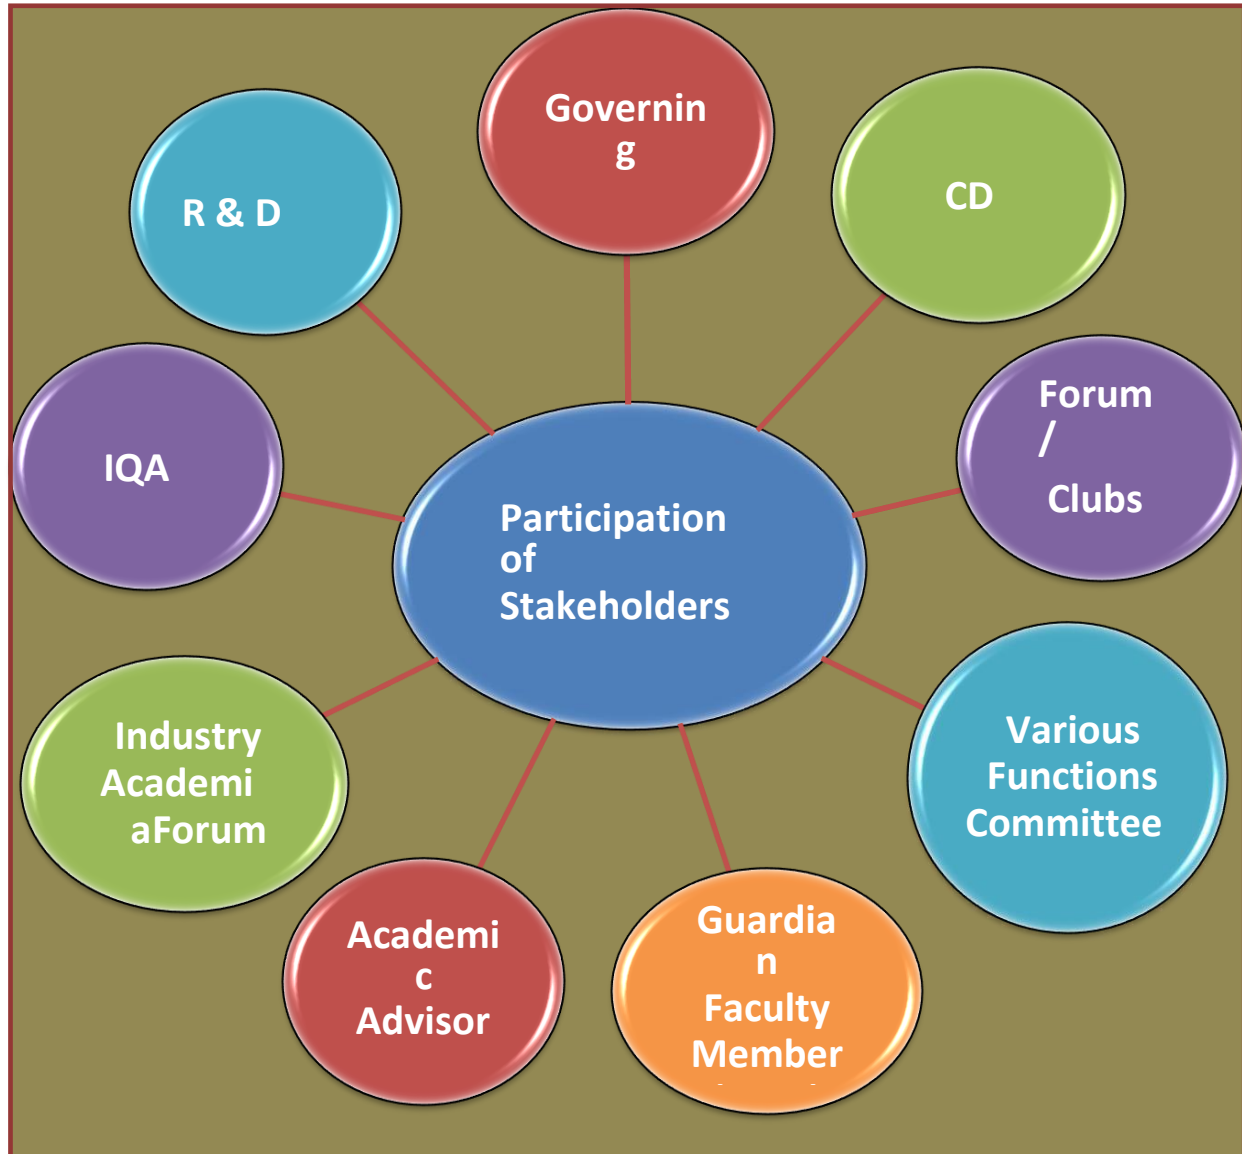 Governin
g
CD
R & D
Forum
/
Clubs
IQA
Participation
of
Stakeholders
Various
Functions
Committee
Industry
Academi
aForum
Academi
c
Advisor
Guardia
n
Faculty
Member